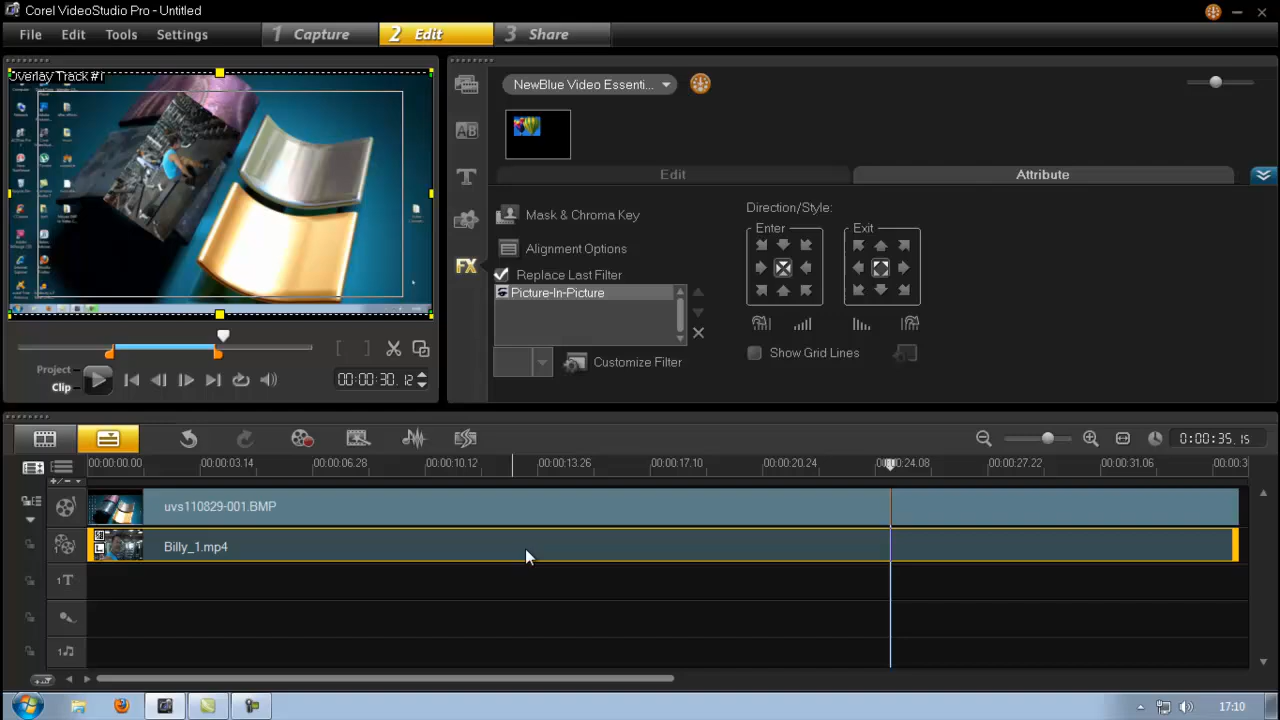 Corel VideoStudio Pro - Untitled
File Edit Tools Settings 1 Capture 2 Edit 3 Share
Overlay Track #1
NewBlue Video Essenti...
Edit Attribute
Mask & Chroma Key
Alignment Options
Replace Last Filter
Picture-In-Picture
Customize Filter
Direction/Style:
Enter Exit
Show Grid Lines
Project
Clip
00:00:30.12
0:00:35.15
00:00:00.00 00:00:03.14 00:00:06.28 00:00:10.12 00:00:13.26 00:00:17.10 00:00:20.24 00:00:24.08 00:00:27.22 00:00:31.06 00:00:3
uvs110829-001.BMP
Billy_1.mp4
1T
1
17:10